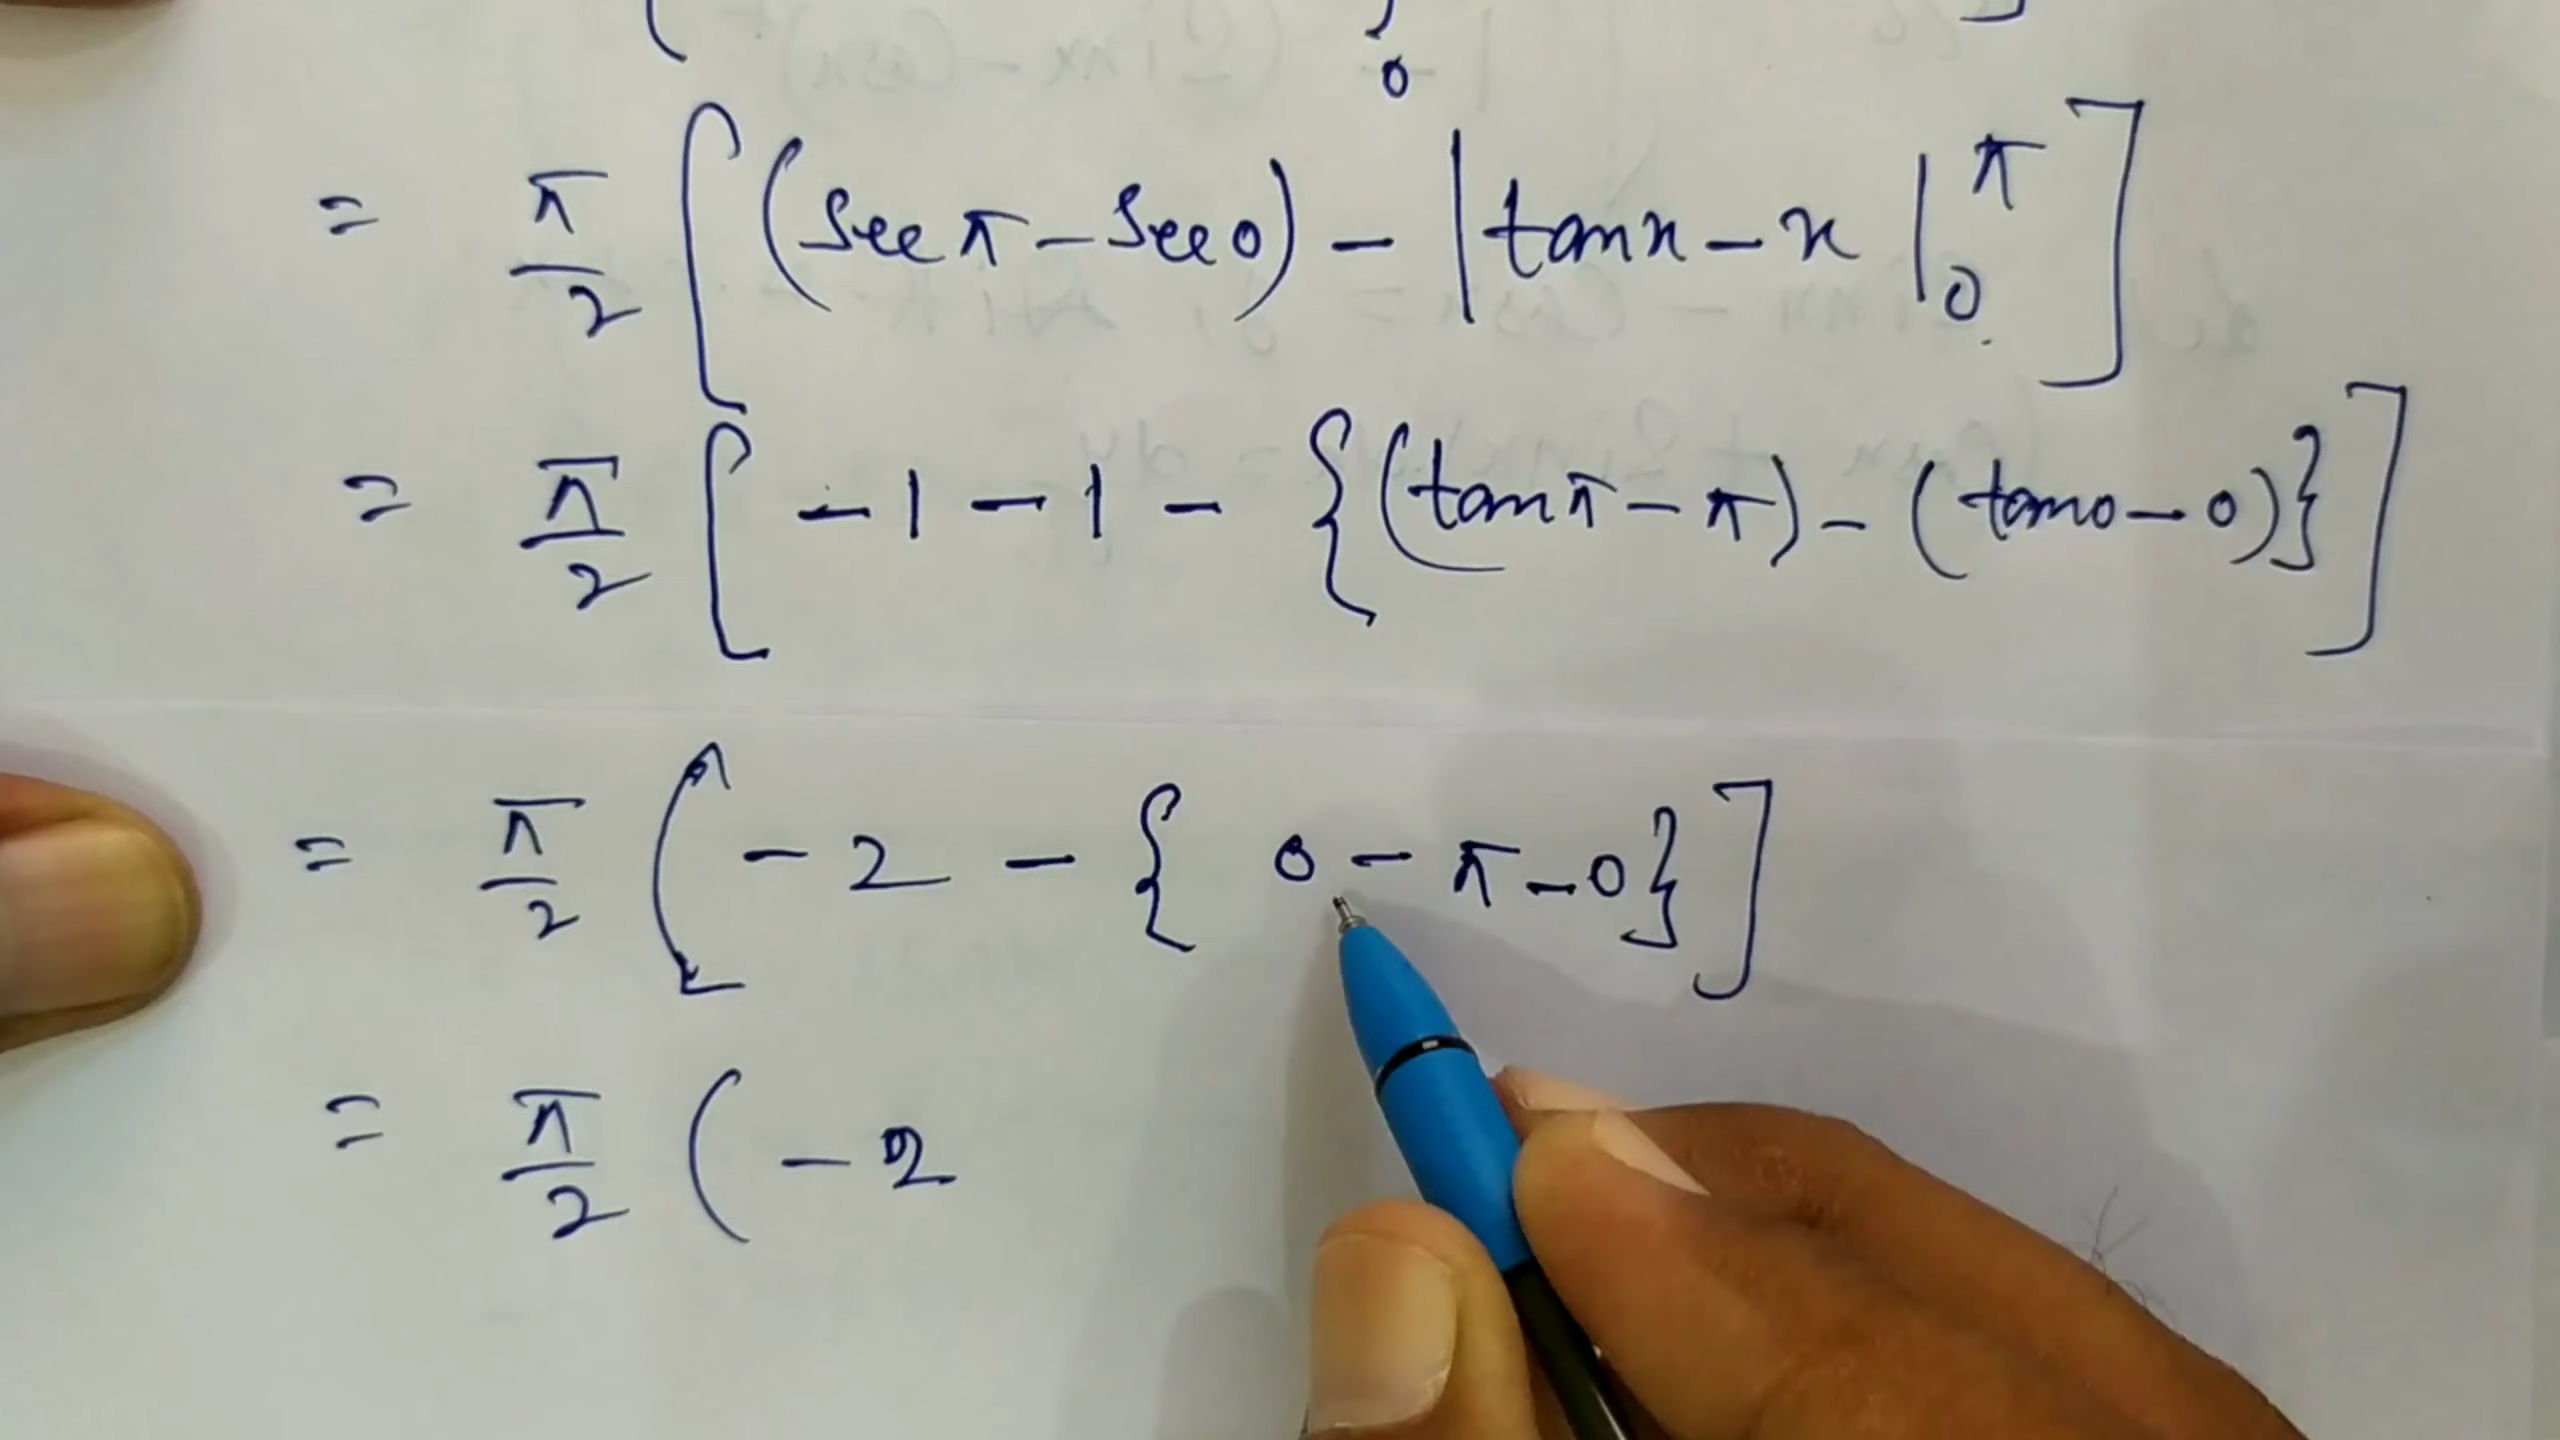 0
= π/2 [(Sec π - Sec 0) - |tan x - x|₀^π]
= π/2 [-1 - 1 - {(tan π - π) - (tan 0 - 0)}]
= π/2 [-2 - {0 - π - 0}]
= π/2 (-2